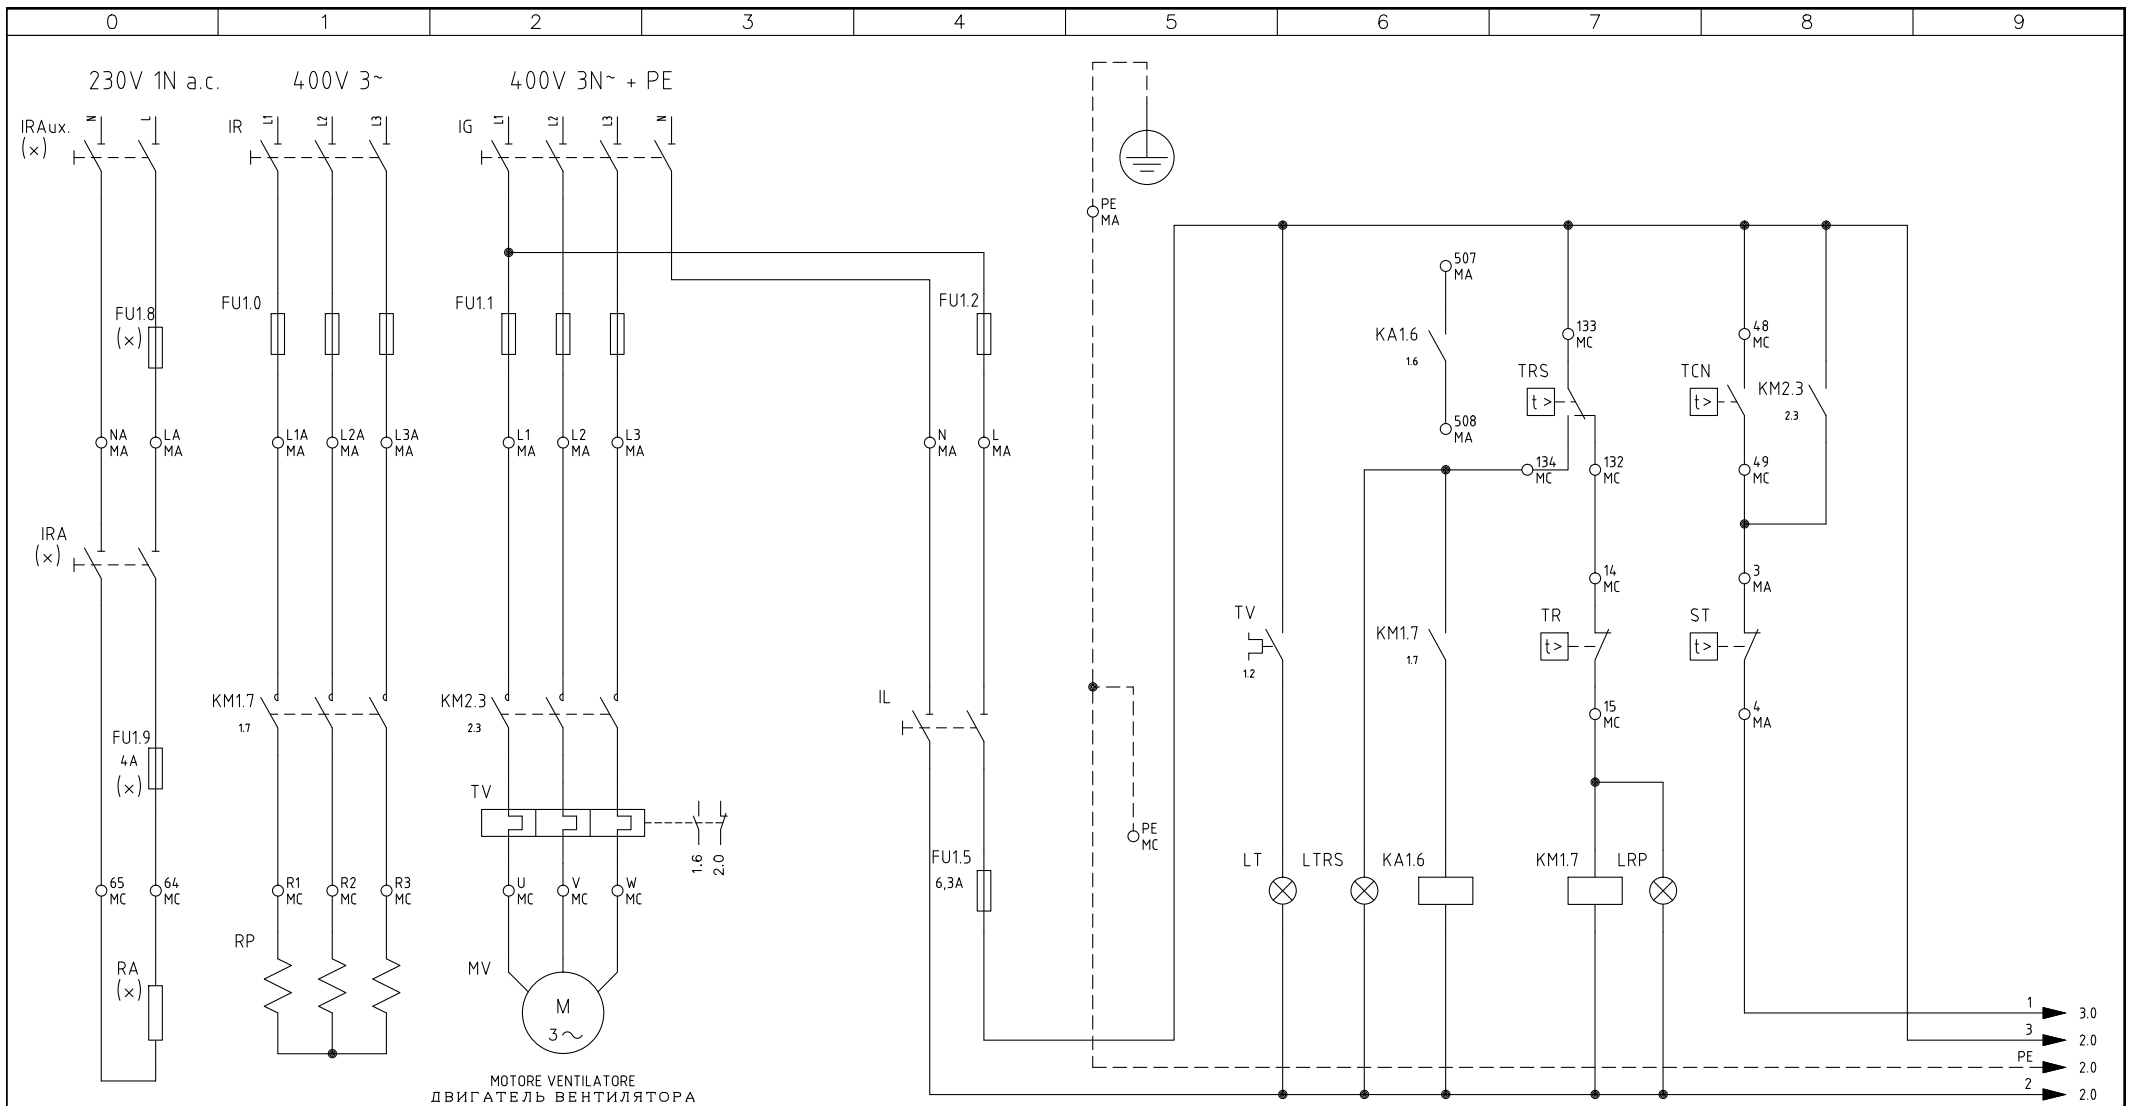 0 1 2 3 4 5 6 7 8 9
230V 1N a.c. 400V 3~ 400V 3N~ + PE
IRAux. N L IR L1 L2 L3 IG L1 L2 L3 N
(x)
PE
MA
507
MA
FU1.8 FU1.0 FU1.1 FU1.2
(x)
KA1.6
1.6
133
MC
48
MC
TRS t> TCN t> KM2.3
2.3
508
MA
NA
MA
LA
MA
L1A
MA
L2A
MA
L3A
MA
L1
MA
L2
MA
L3
MA
N
MA
L
MA
134
MC
132
MC
49
MC
IRA
(x)
14
MC
3
MA
TV
1.2
KM1.7
1.7
TR t> ST t>
KM1.7
1.7
KM2.3
2.3
IL
15
MC
4
MA
FU1.9
4A
(x)
TV
1.6 2.0
PE
MC
FU1.5
6,3A
LT LTRS KA1.6 KM1.7 LRP
65
MC
64
MC
R1
MC
R2
MC
R3
MC
U
MC
V
MC
W
MC
RP
RA
(x)
MV
M
3~
1 3.0
3 2.0
PE 2.0
2 2.0
MOTORE VENTILATORE
ДВИГАТЕЛЬ ВЕНТИЛЯТОРА